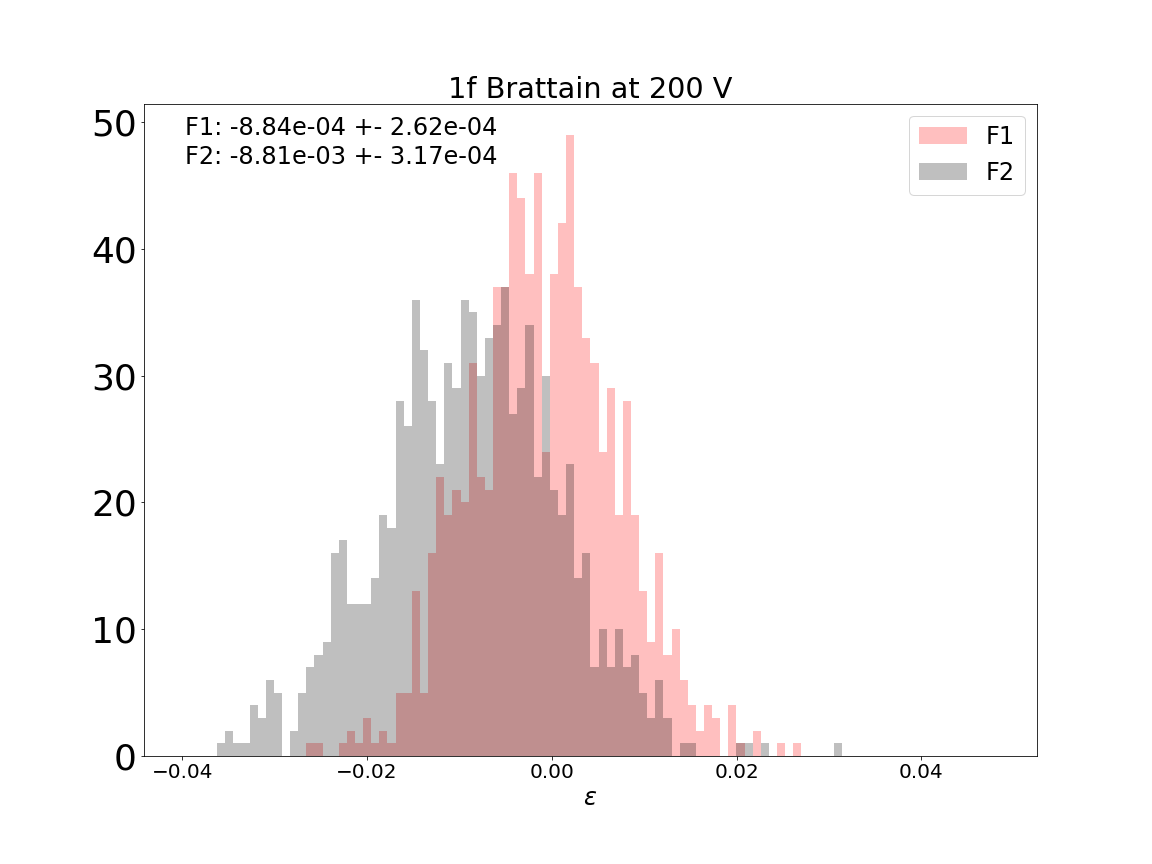 1f Brattain at 200 V
F1: -8.84e-04 +- 2.62e-04
F2: -8.81e-03 +- 3.17e-04
F1
F2
50
40
30
20
10
0
−0.04 −0.02 0.00 0.02 0.04
ε